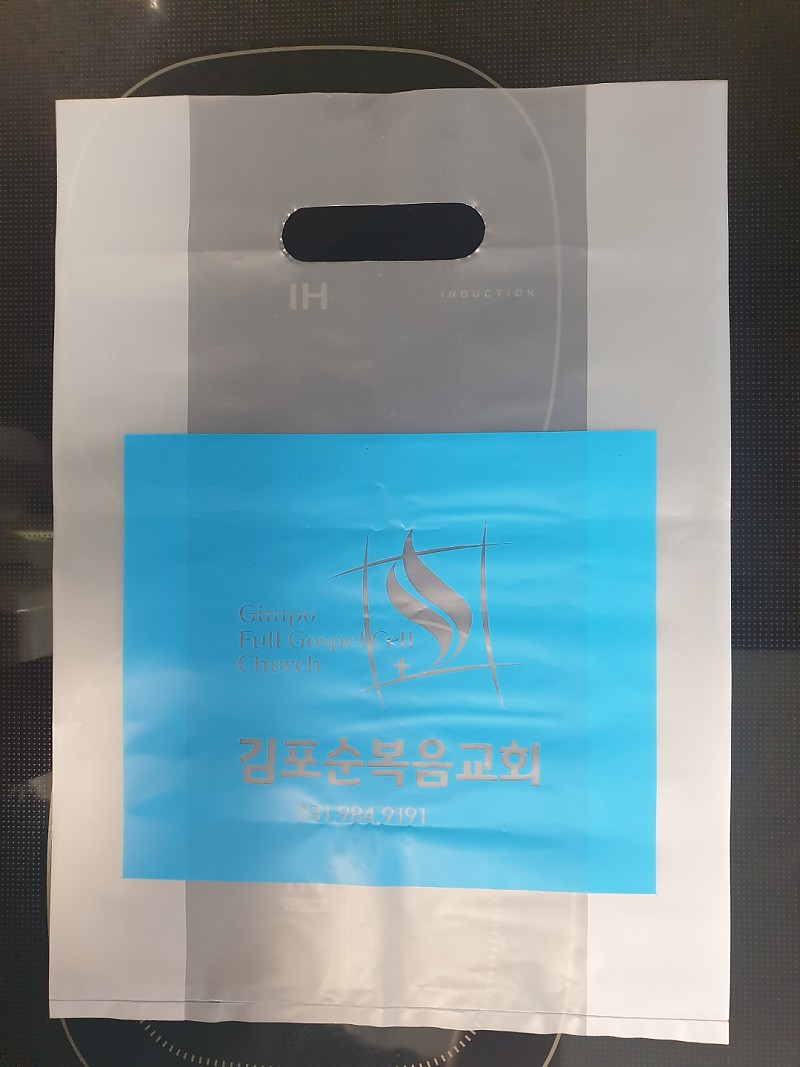 IH
INDUCTION
Gimpo
Full Gospel Cell
Church
김포순복음교회
031.984.9191